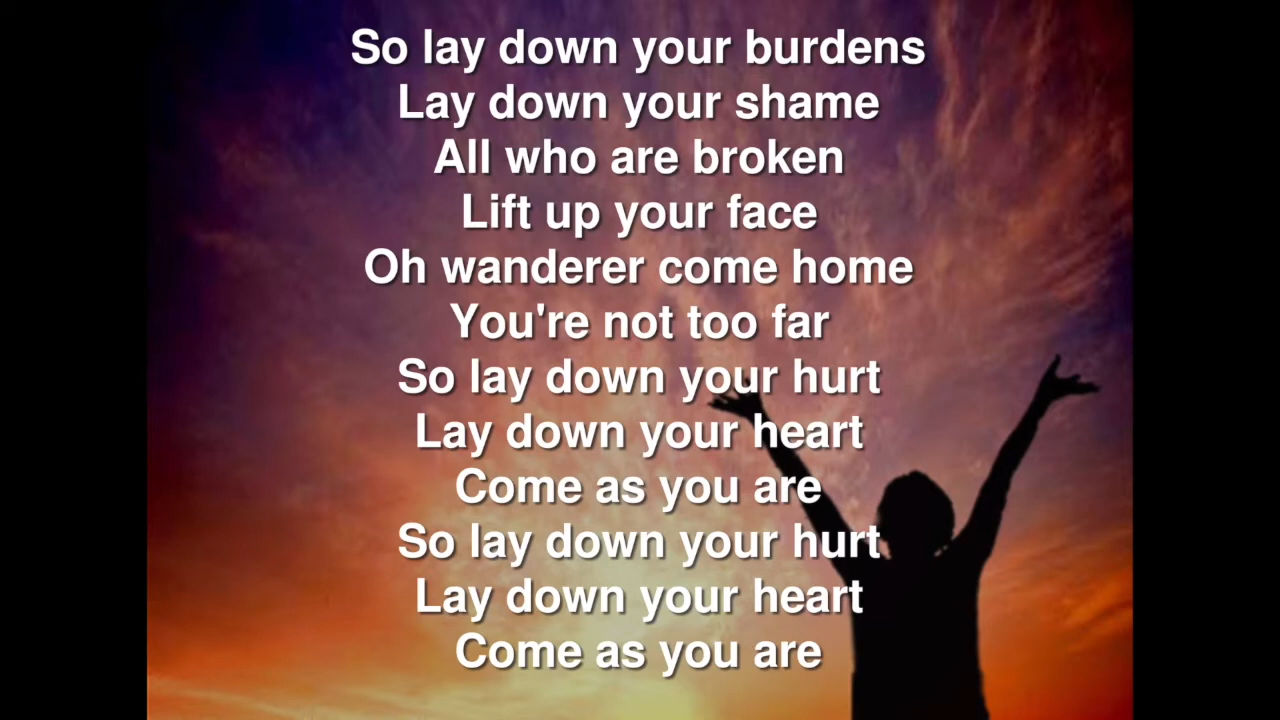 So lay down your burdens
Lay down your shame
All who are broken
Lift up your face
Oh wanderer come home
You're not too far
So lay down your hurt
Lay down your heart
Come as you are
So lay down your hurt
Lay down your heart
Come as you are